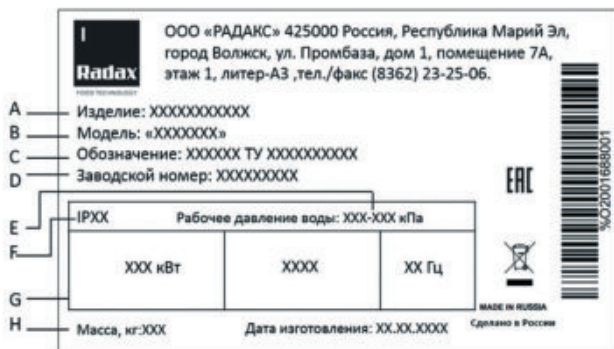 I
Radax
FOOD TECHNOLOGY
ООО «РАДАКС» 425000 Россия, Республика Марий Эл,
город Волжск, ул. Промбаза, дом 1, помещение 7А,
этаж 1, литер-А3 ,тел./факс (8362) 23-25-06.
A Изделие: XXXXXXXXXXX
B Модель: «XXXXXXX»
C Обозначение: XXXXXX ТУ XXXXXXXXXX
D Заводской номер: XXXXXXXXX
EAC
%Q2001688001
E
F
IPXX Рабочее давление воды: XXX-XXX кПа
XXX кВт XXXX XX Гц
G
MADE IN RUSSIA
Сделано в России
H Масса, кг:XXX Дата изготовления: XX.XX.XXXX